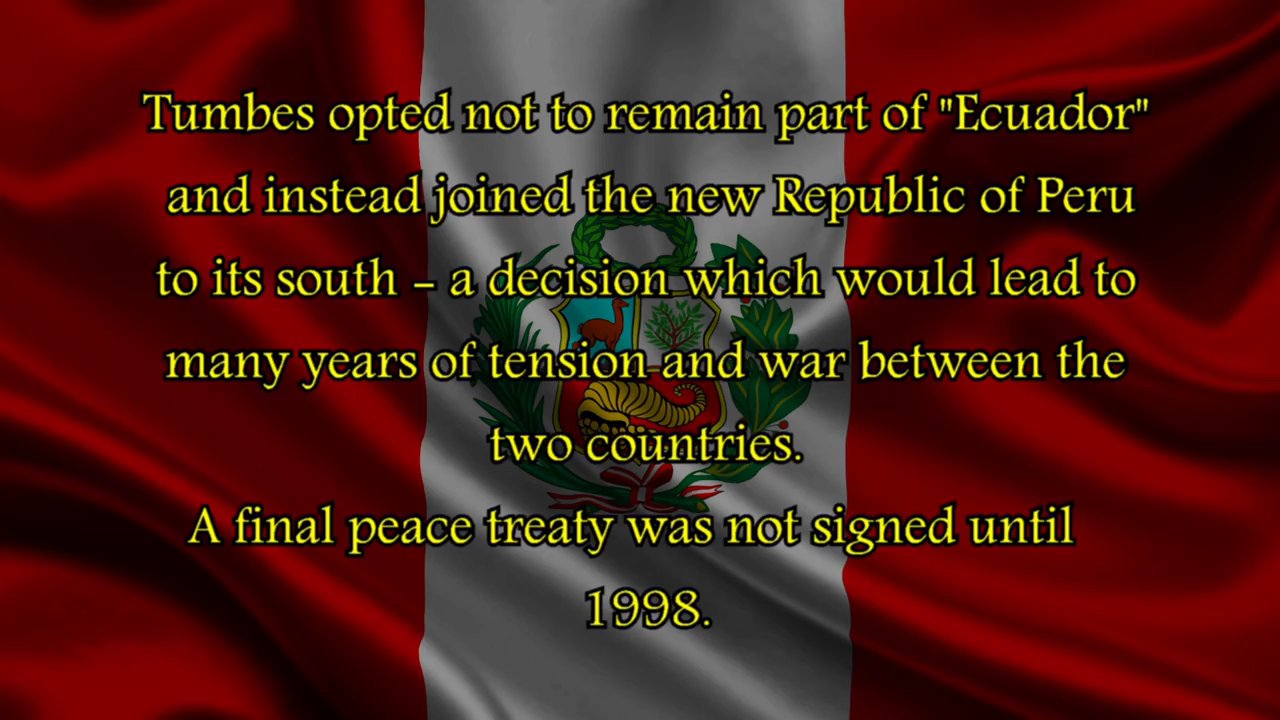 Tumbes opted not to remain part of "Ecuador"
and instead joined the new Republic of Peru
to its south – a decision which would lead to
many years of tension and war between the
two countries.
A final peace treaty was not signed until
1998.